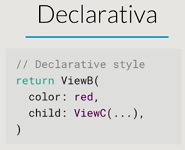 Declarativa
// Declarative style
return ViewB(
  color: red,
  child: ViewC(...),
)